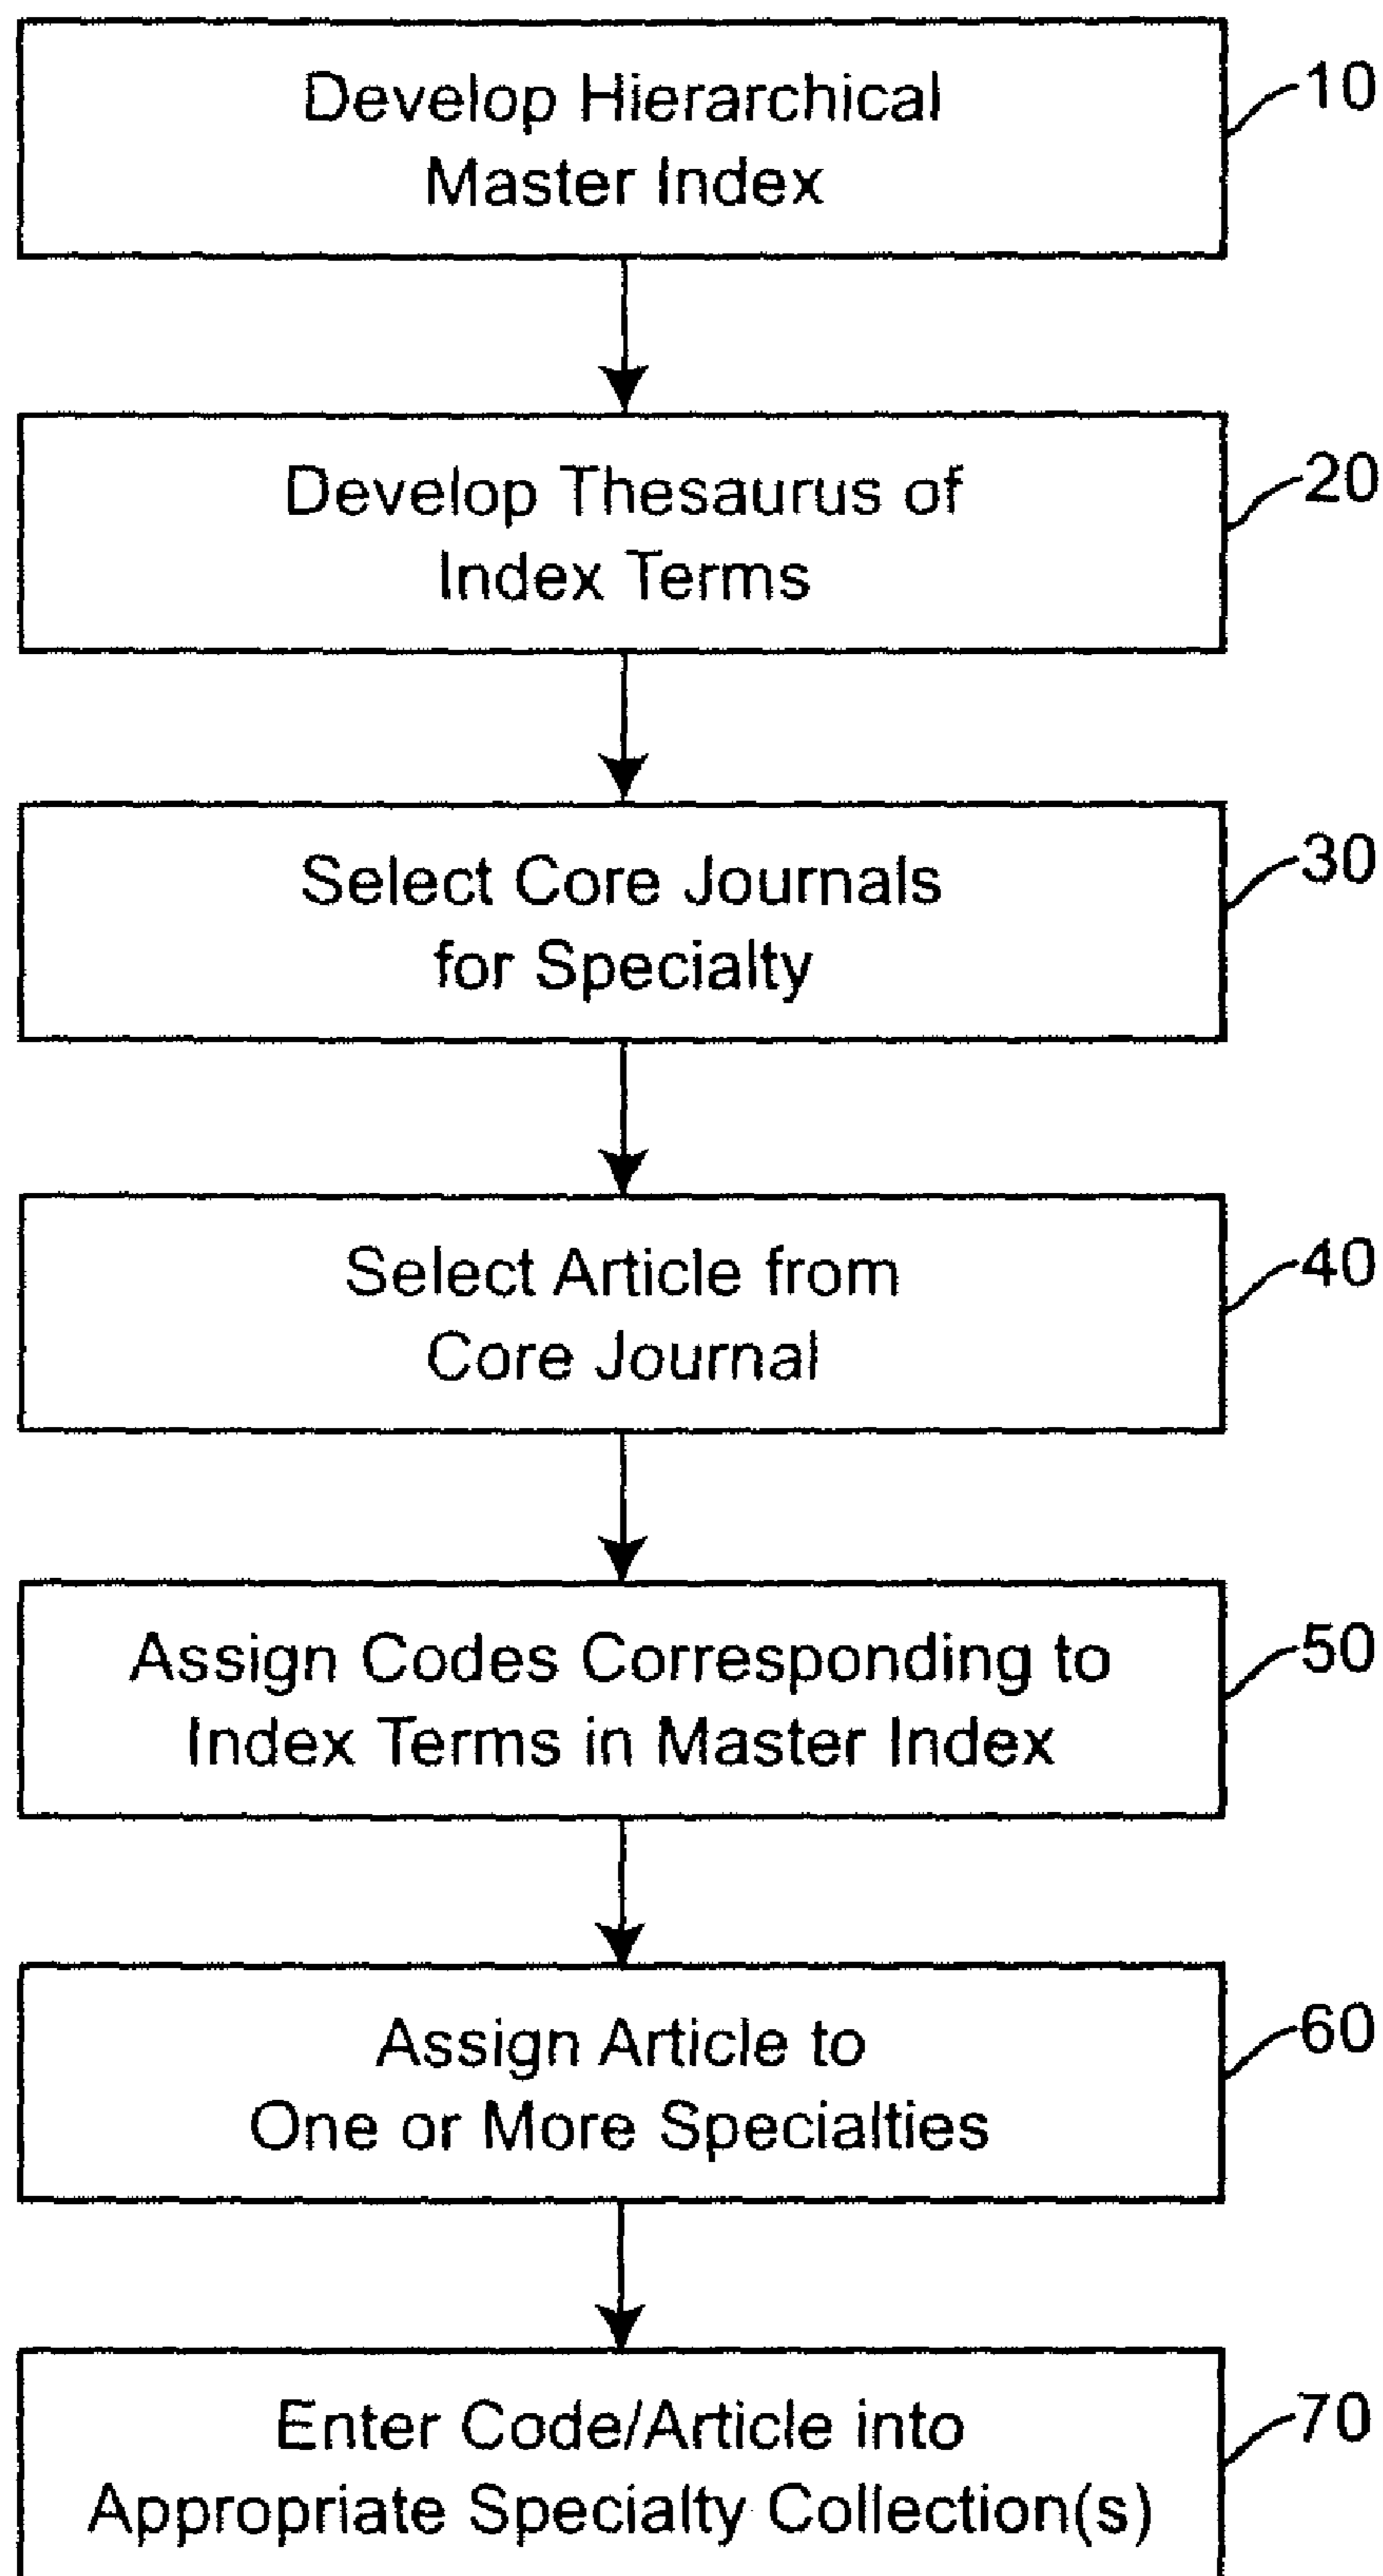 Develop Hierarchical
Master Index
10
Develop Thesaurus of
Index Terms
20
Select Core Journals
for Specialty
30
Select Article from
Core Journal
40
Assign Codes Corresponding to
Index Terms in Master Index
50
Assign Article to
One or More Specialties
60
Enter Code/Article into
Appropriate Specialty Collection(s)
70